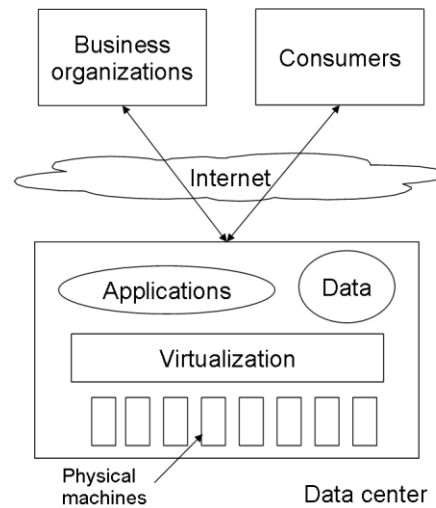 Business
organizations
Consumers
Internet
Applications
Data
Virtualization
Physical
machines
Data center